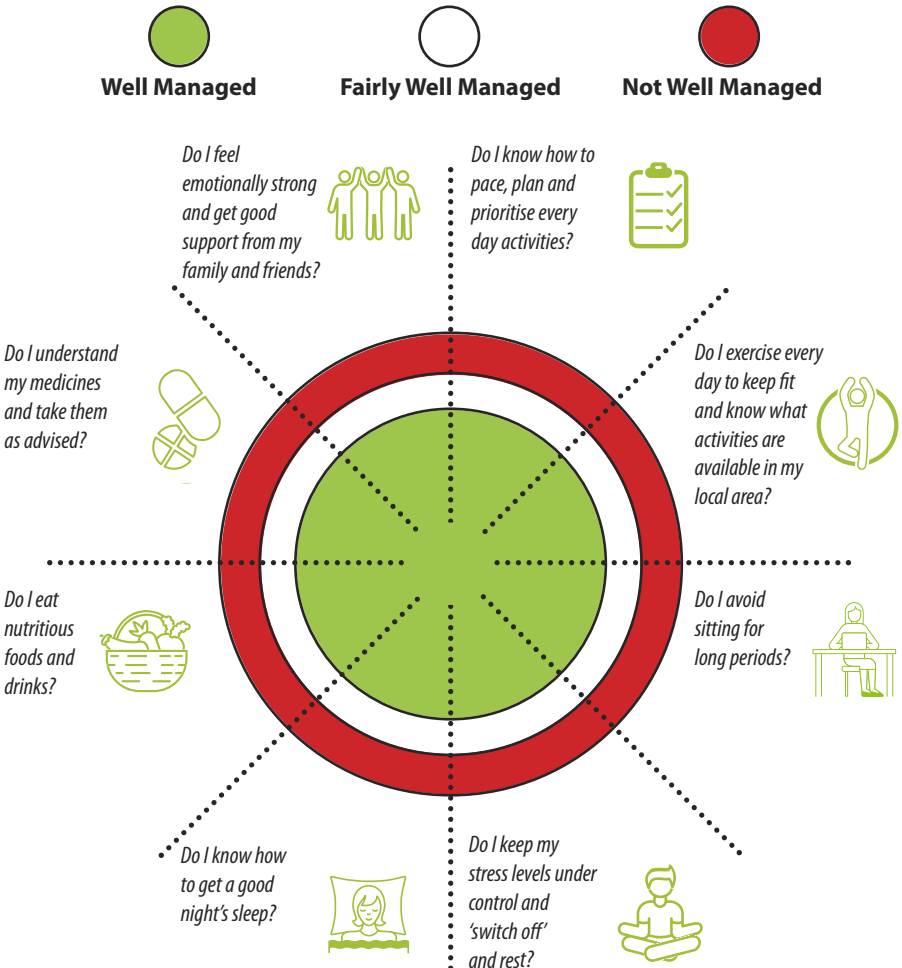 Well Managed
Fairly Well Managed
Not Well Managed
Do I feel
emotionally strong
and get good
support from my
family and friends?
Do I know how to
pace, plan and
prioritise every
day activities?
Do I understand
my medicines
and take them
as advised?
Do I exercise every
day to keep fit
and know what
activities are
available in my
local area?
Do I eat
nutritious
foods and
drinks?
Do I avoid
sitting for
long periods?
Do I know how
to get a good
night’s sleep?
Do I keep my
stress levels under
control and
‘switch off’
and rest?